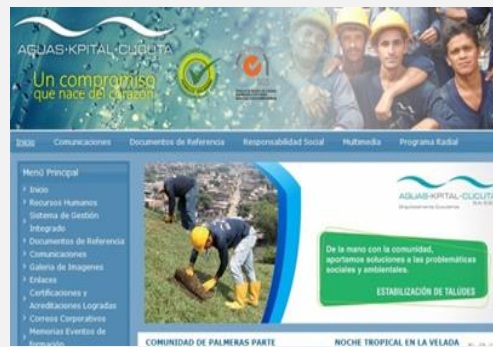 AGUAS·KPITAL·CUCUTA
Un compromiso
que nace del corazón
Inicio Comunicaciones Documentos de Referencia Responsabilidad Social Multimedia Programa Radial
Menú Principal
Inicio
Recursos Humanos
Sistema de Gestión
Integrado
Documentos de Referencia
Comunicaciones
Galeria de Imagenes
Enlaces
Certificaciones y
Acreditaciones Logradas
Correos Corporativos
Memorias Eventos de
formación
AGUAS·KPITAL·CUCUTA
De la mano con la comunidad,
aportamos soluciones a las problemáticas
sociales y ambientales.
ESTABILIZACIÓN DE TALÚDES
COMUNIDAD DE PALMERAS PARTE
NOCHE TROPICAL EN LA VELADA